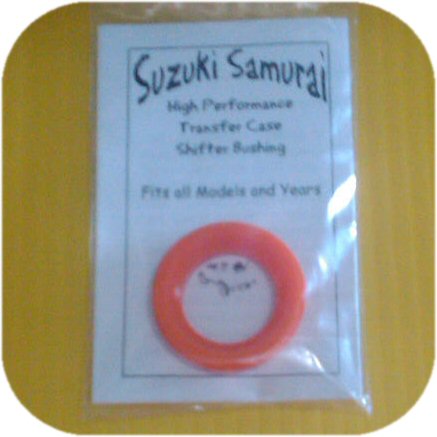 Suzuki Samurai
High Performance
Transfer Case
Shifter Bushing
Fits all Models and Years